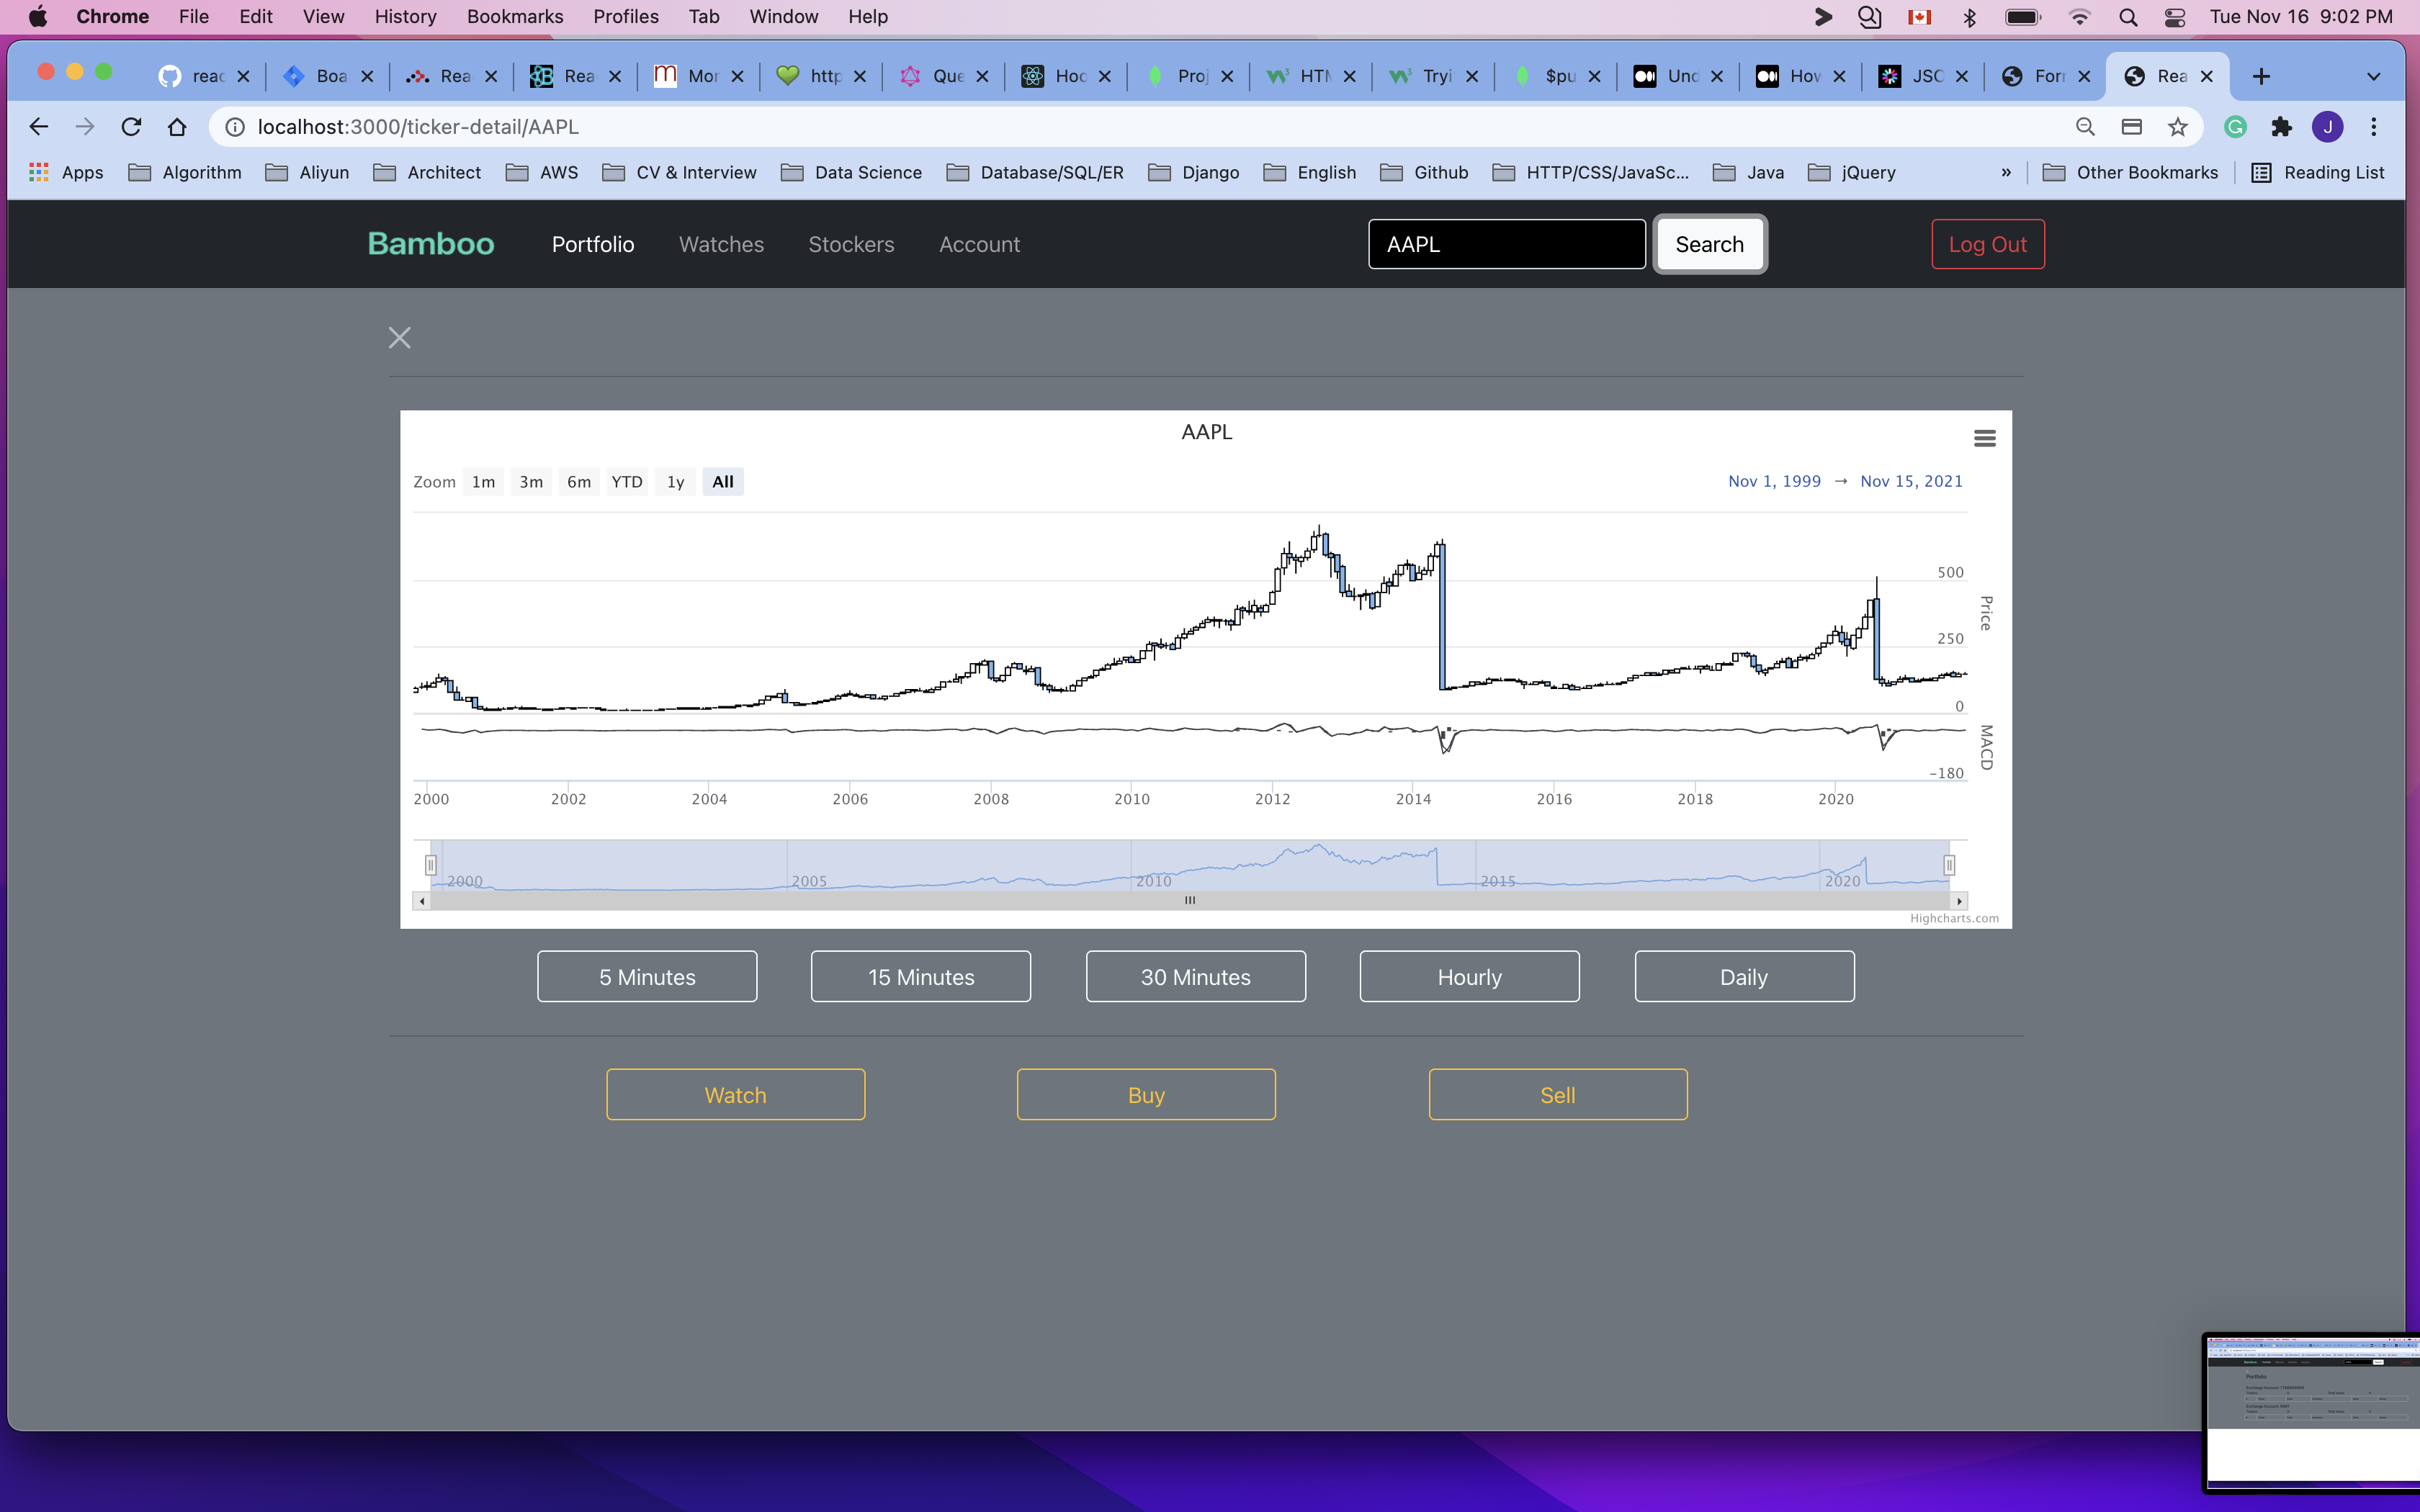 Chrome File Edit View History Bookmarks Profiles Tab Window Help Tue Nov 16 9:02 PM
reac Boa Rea Rea Mor http Que Hoc Proj HTM Tryi $pu Und How JSO Forr Rea
localhost:3000/ticker-detail/AAPL J
Apps Algorithm Aliyun Architect AWS CV & Interview Data Science Database/SQL/ER Django English Github HTTP/CSS/JavaSc... Java jQuery » Other Bookmarks Reading List
Bamboo Portfolio Watches Stockers Account AAPL Search Log Out
AAPL
Zoom 1m 3m 6m YTD 1y All Nov 1, 1999 → Nov 15, 2021
500
Price
250
0
MACD
-180
2000 2002 2004 2006 2008 2010 2012 2014 2016 2018 2020
2000 2005 2010 2015 2020
Highcharts.com
5 Minutes 15 Minutes 30 Minutes Hourly Daily
Watch Buy Sell
Bamboo
Portfolio